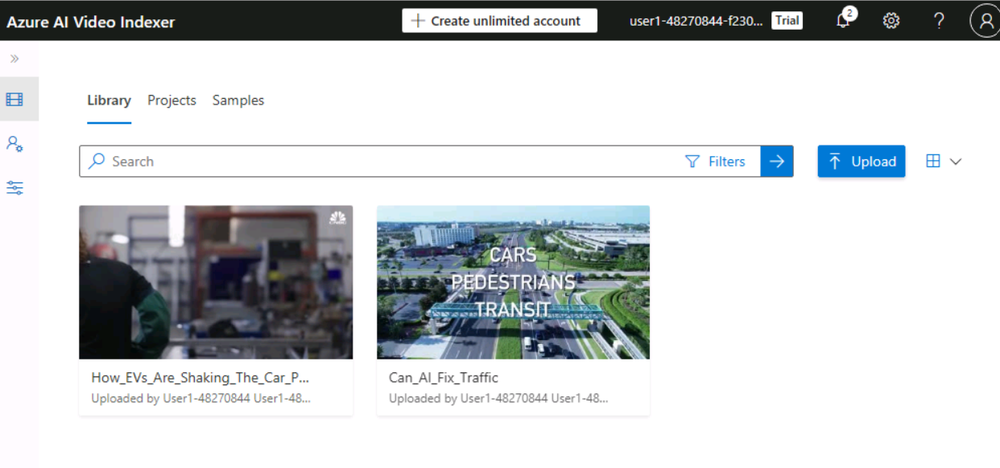 Azure AI Video Indexer
Create unlimited account
user1-48270844-f230... Trial
2
Library Projects Samples
Search
Filters
Upload
CNBC
CARS
PEDESTRIANS
TRANSIT
How_EVs_Are_Shaking_The_Car_P...
Uploaded by User1-48270844 User1-48...
Can_AI_Fix_Traffic
Uploaded by User1-48270844 User1-48...